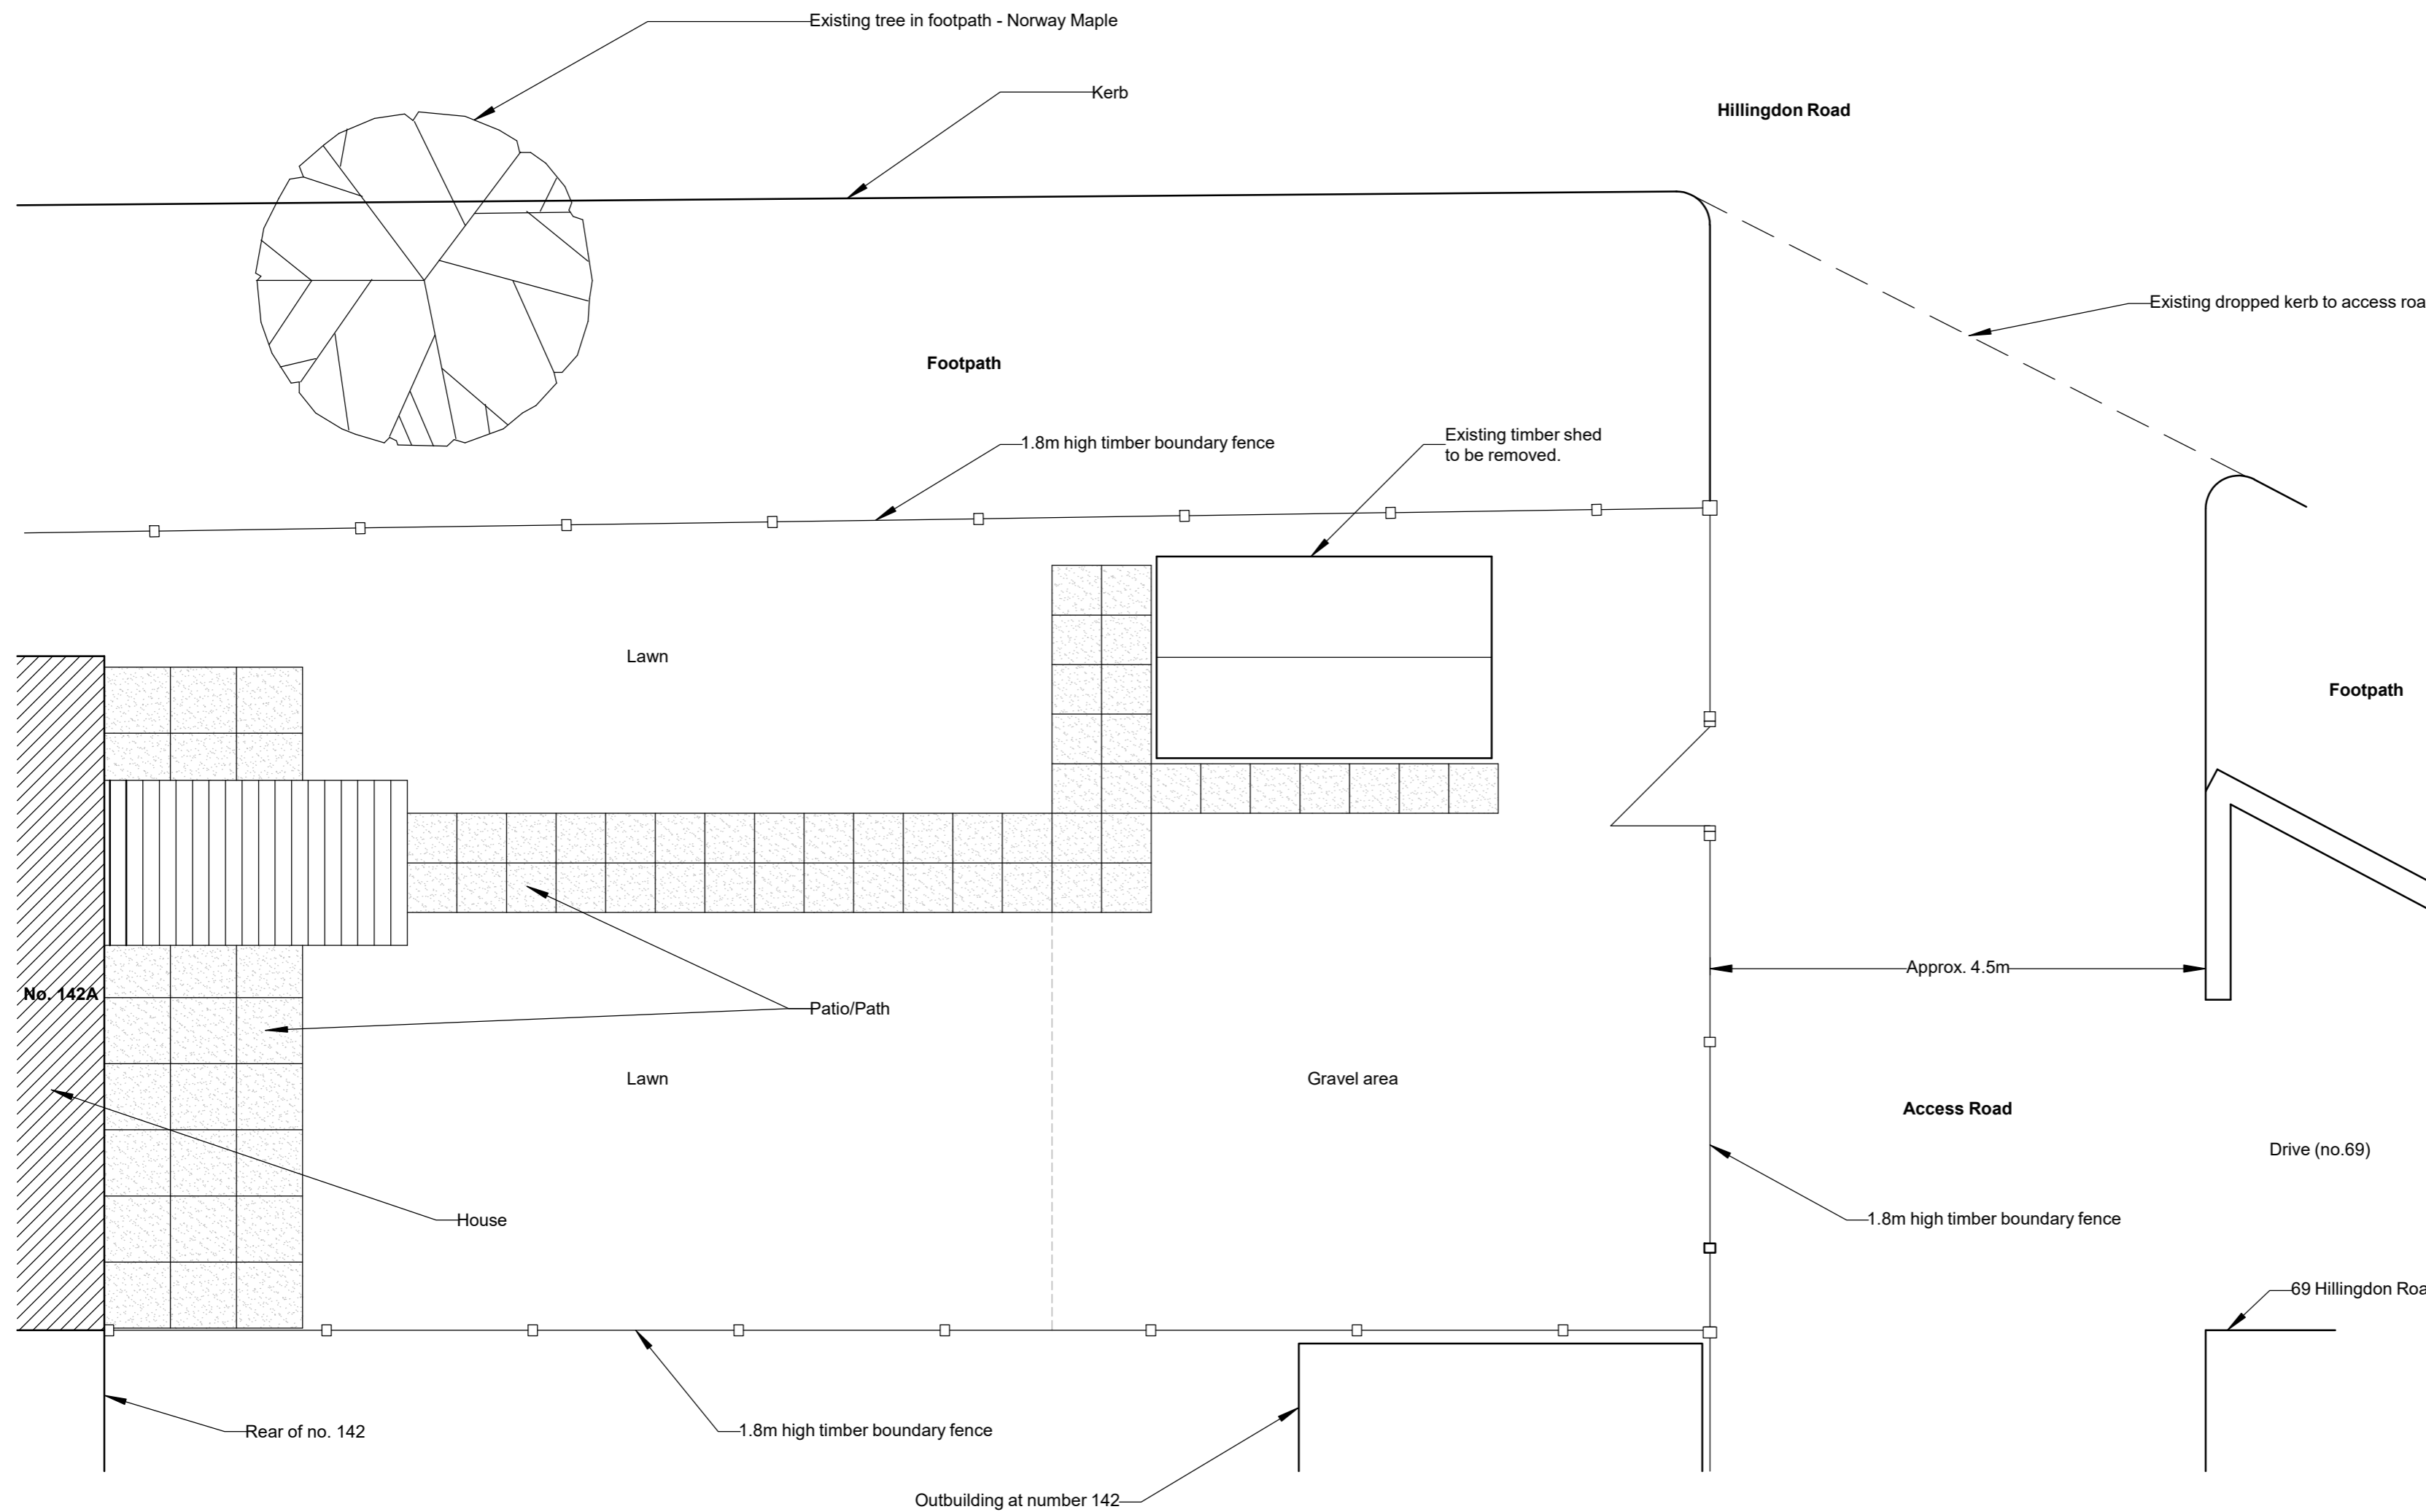 Existing tree in footpath - Norway Maple
Kerb
Hillingdon Road
Existing dropped kerb to access
Footpath
1.8m high timber boundary fence
Existing timber shed
to be removed.
Lawn
Footpath
No. 142A
Approx. 4.5m
Patio/Path
Lawn
Gravel area
Access Road
Drive (no.69)
House
1.8m high timber boundary fence
69 Hillingdon
Rear of no. 142
1.8m high timber boundary fence
Outbuilding at number 142